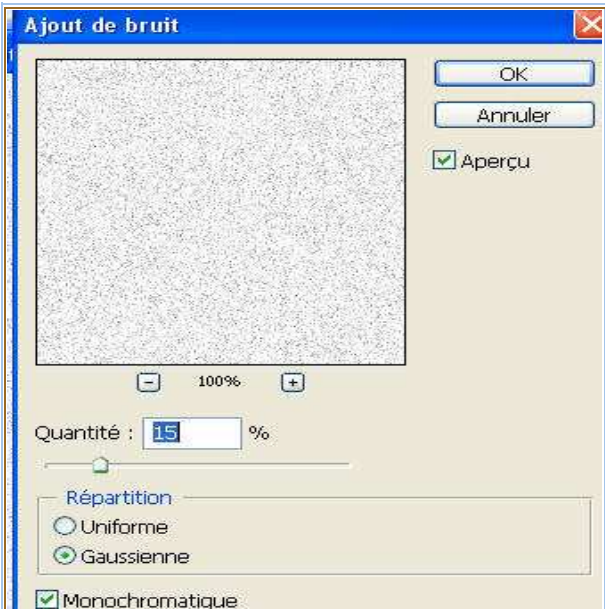 Ajout de bruit
OK
Annuler
Aperçu
100%
Quantité : 15 %
Répartition
Uniforme
Gaussienne
Monochromatique